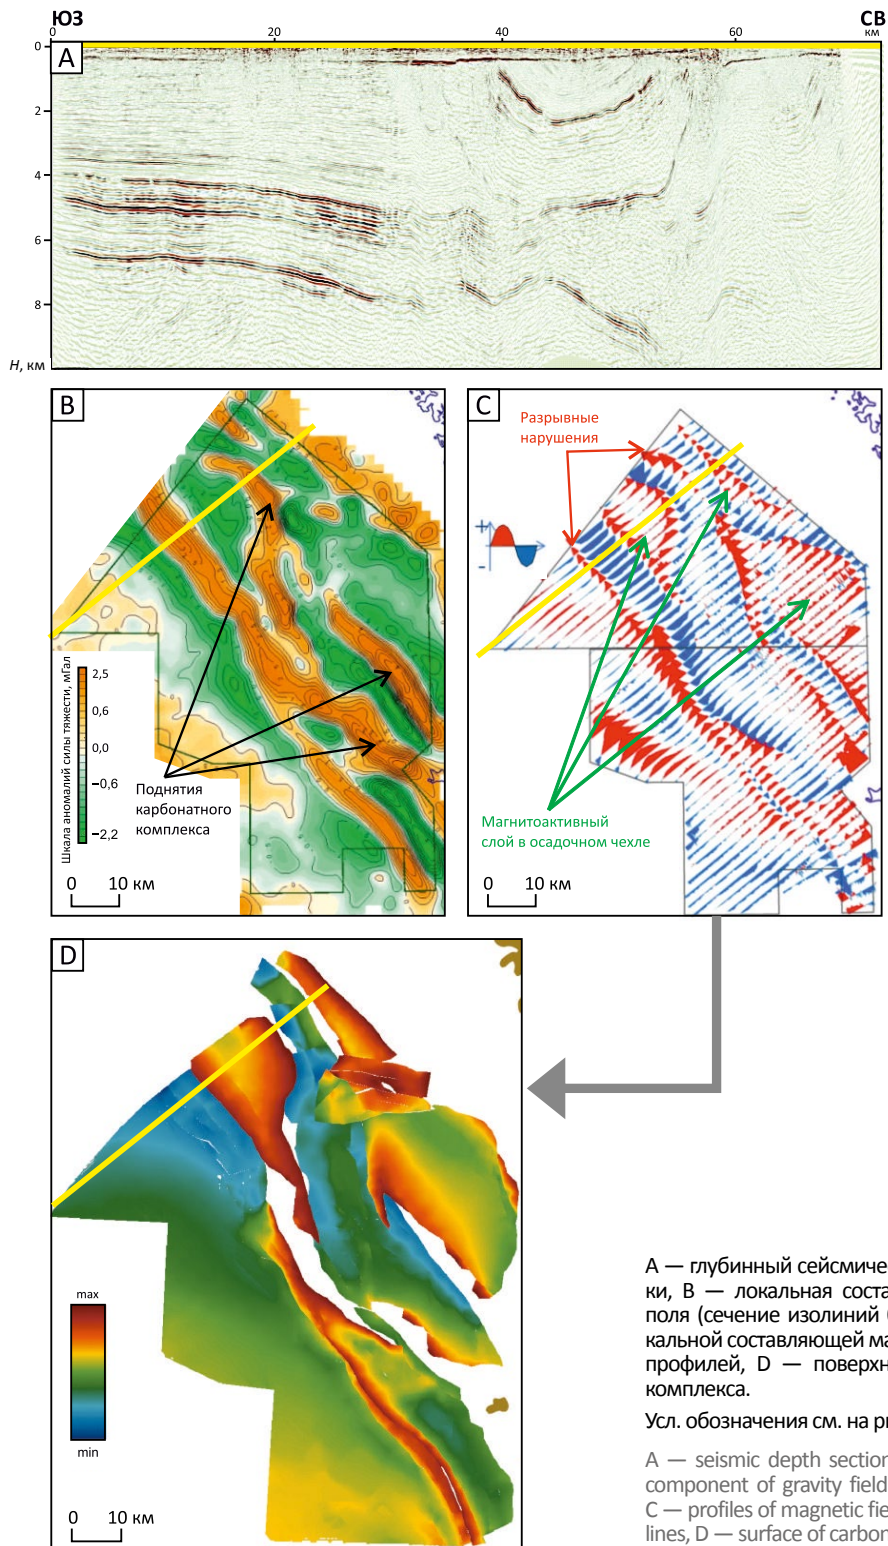 ЮЗ
СВ
0
20
40
60
км
A
0
2
4
6
8
H, км
B
Шкала аномалий силы тяжести, мГал
2,5
0,6
0,0
−0,6
−2,2
Поднятия
карбонатного
комплекса
0 10 км
C
Разрывные
нарушения
+
-
Магнитоактивный
слой в осадочном чехле
0 10 км
D
max
min
0 10 км
A — глубинный сейсмиче
ки, B — локальная соста
поля (сечение изолиний
кальной составляющей ма
профилей, D — поверхн
комплекса.
Усл. обозначения см. на ри
A — seismic depth section
component of gravity field
C — profiles of magnetic fie
lines, D — surface of carbon